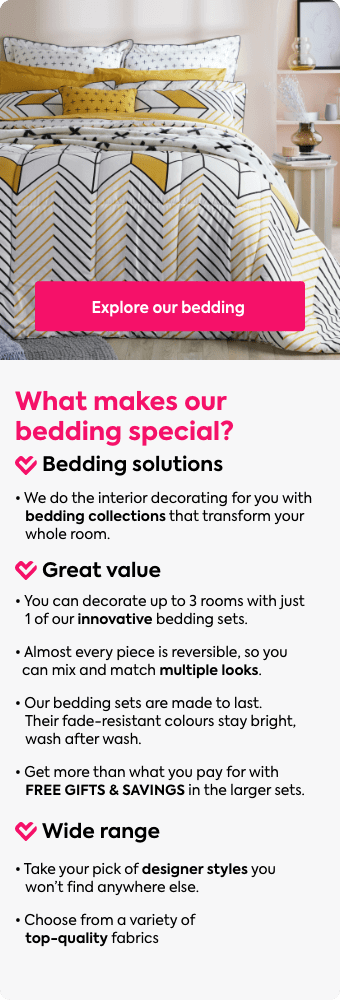 Explore our bedding
What makes our
bedding special?
Bedding solutions
• We do the interior decorating for you with
bedding collections that transform your
whole room.
Great value
• You can decorate up to 3 rooms with just
1 of our innovative bedding sets.
• Almost every piece is reversible, so you
can mix and match multiple looks.
• Our bedding sets are made to last.
Their fade-resistant colours stay bright,
wash after wash.
• Get more than what you pay for with
FREE GIFTS & SAVINGS in the larger sets.
Wide range
• Take your pick of designer styles you
won’t find anywhere else.
• Choose from a variety of
top-quality fabrics